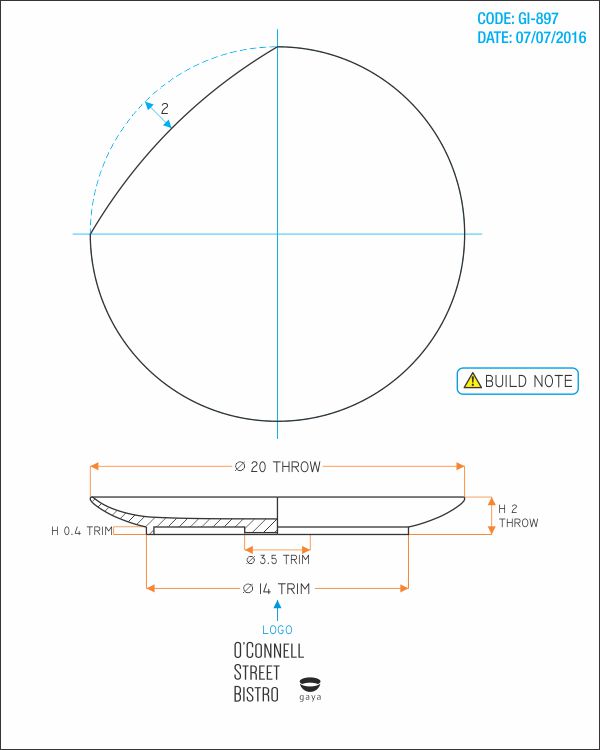 CODE: GI-897
DATE: 07/07/2016
2
BUILD NOTE
Ø 20 THROW
H 2
THROW
H 0.4 TRIM
Ø 3.5 TRIM
Ø 14 TRIM
LOGO
O'CONNELL
STREET
BISTRO
gaya